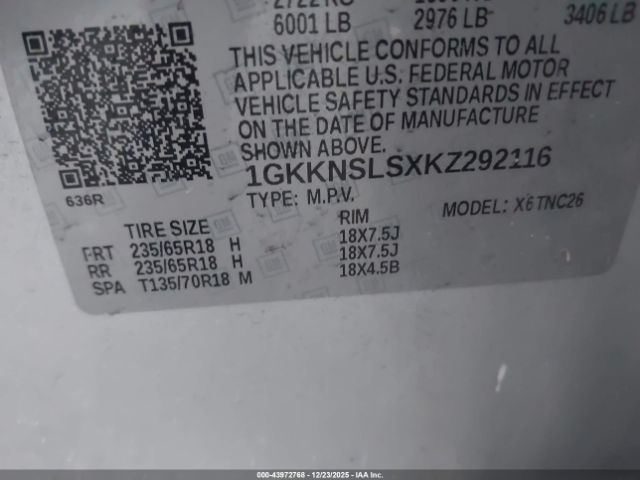 6001 LB 2976 LB 3406 LB
THIS VEHICLE CONFORMS TO ALL
APPLICABLE U.S. FEDERAL MOTOR
VEHICLE SAFETY STANDARDS IN EFFECT
ON THE DATE OF MANUFACTURE
SHOWN ABOVE.
1GKKNSLSXKZ292116
636R
TYPE: M.P.V. MODEL: X6TNC26
TIRE SIZE RIM
FRT 235/65R18 H 18X7.5J
RR 235/65R18 H 18X7.5J
SPA T135/70R18 M 18X4.5B
000-43972768 - 12/23/2025 - IAAI.COM